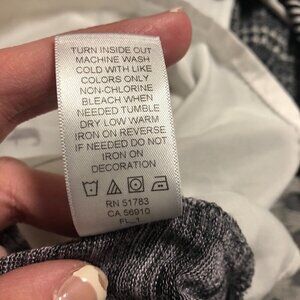 TURN INSIDE OUT
MACHINE WASH
COLD WITH LIKE
COLORS ONLY
NON-CHLORINE
BLEACH WHEN
NEEDED TUMBLE
DRY LOW WARM
IRON ON REVERSE
IF NEEDED DO NOT
IRON ON
DECORATION
RN 51783
CA 56910
FL_1